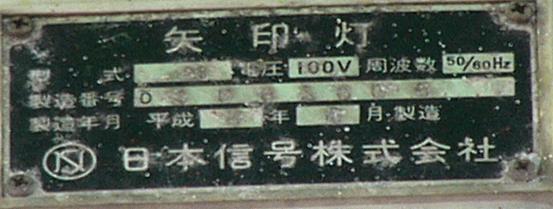 矢印灯
型式 電圧 100V 周波数 50/60Hz
製造番号 0
製造年月 平成 年 月製造
日本信号株式会社